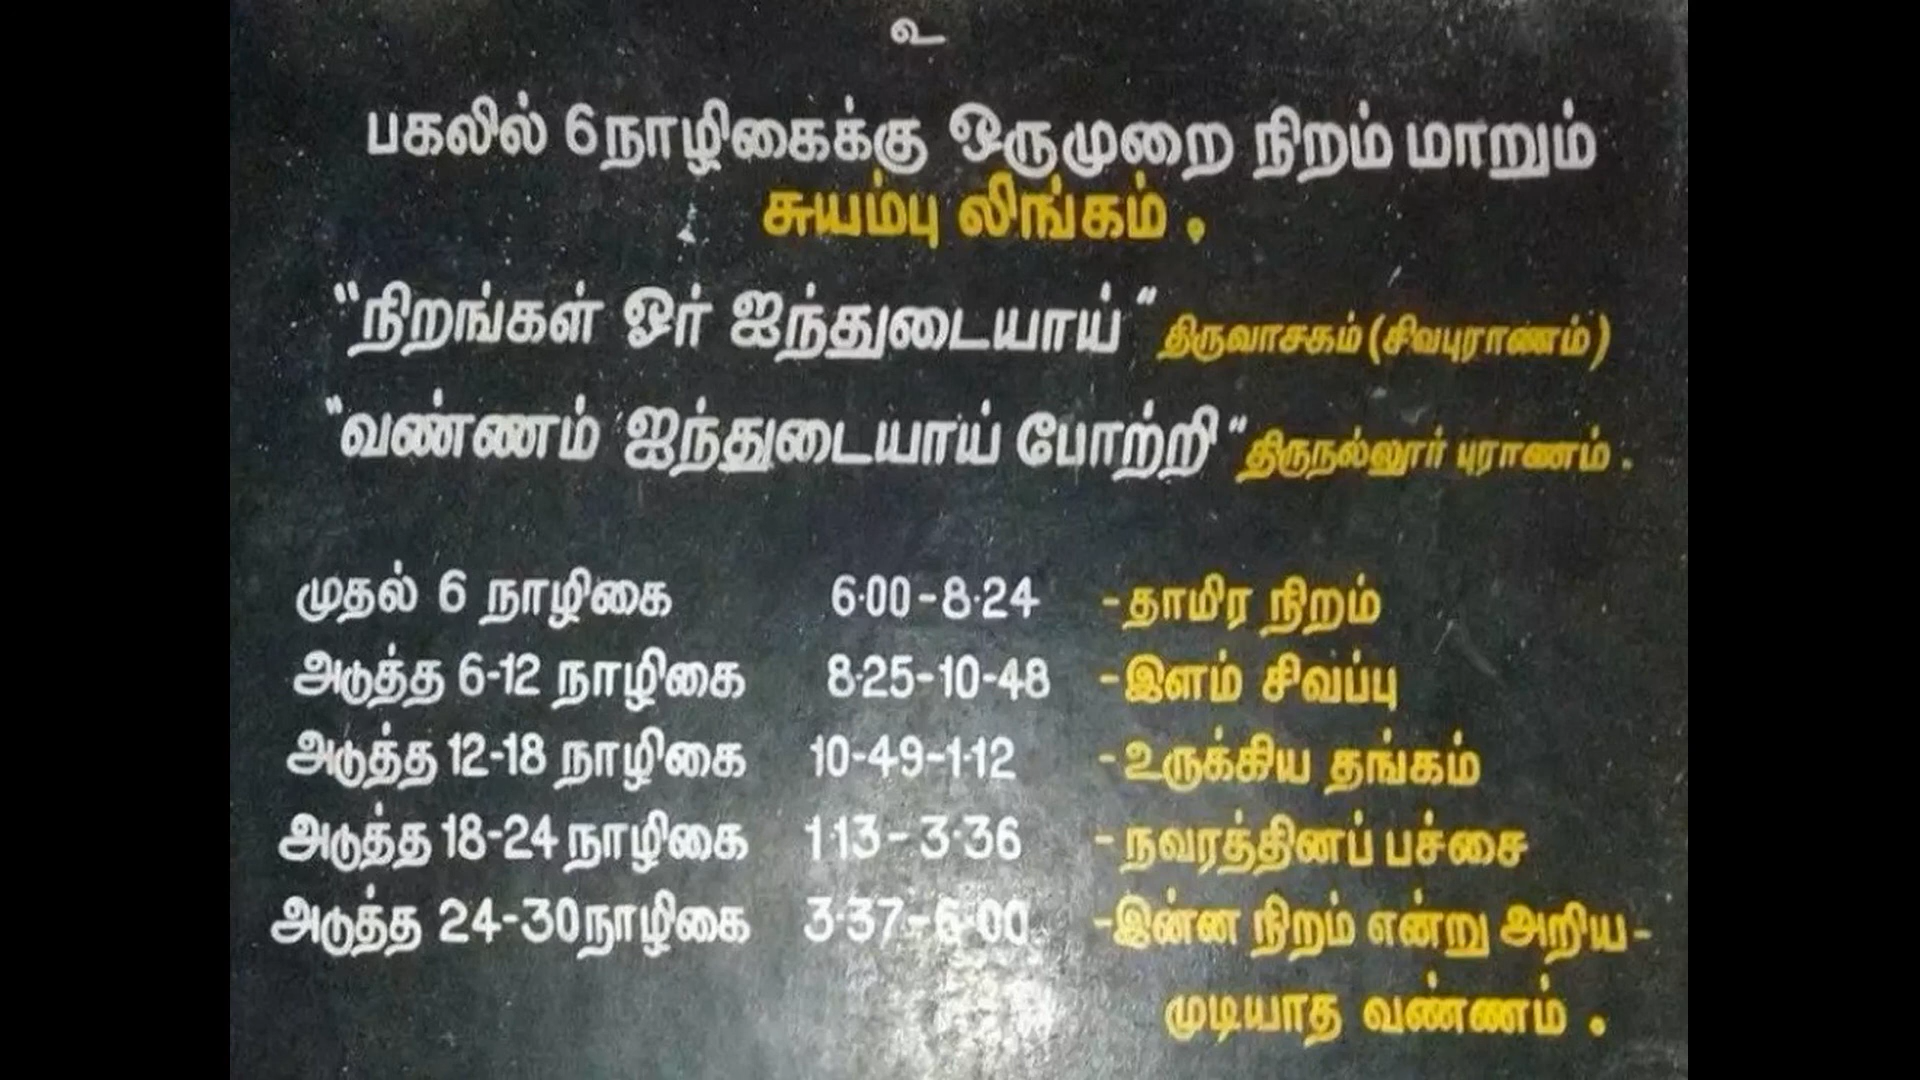 உ
பகலில் 6நாழிகைக்கு ஒருமுறை நிறம் மாறும்
சுயம்பு லிங்கம் .
"நிறங்கள் ஓர் ஐந்துடையாய்" திருவாசகம் (சிவபுராணம்)
"வண்ணம் ஐந்துடையாய் போற்றி" திருநல்லூர் புராணம் .
முதல் 6 நாழிகை 6·00-8·24 -தாமிர நிறம்
அடுத்த 6-12 நாழிகை 8·25-10-48 -இளம் சிவப்பு
அடுத்த 12-18 நாழிகை 10-49-1·12 -உருக்கிய தங்கம்
அடுத்த 18-24 நாழிகை 1·13-3·36 -நவரத்தினப் பச்சை
அடுத்த 24-30நாழிகை 3·37-6·00 -இன்ன நிறம் என்று அறிய-
முடியாத வண்ணம் .